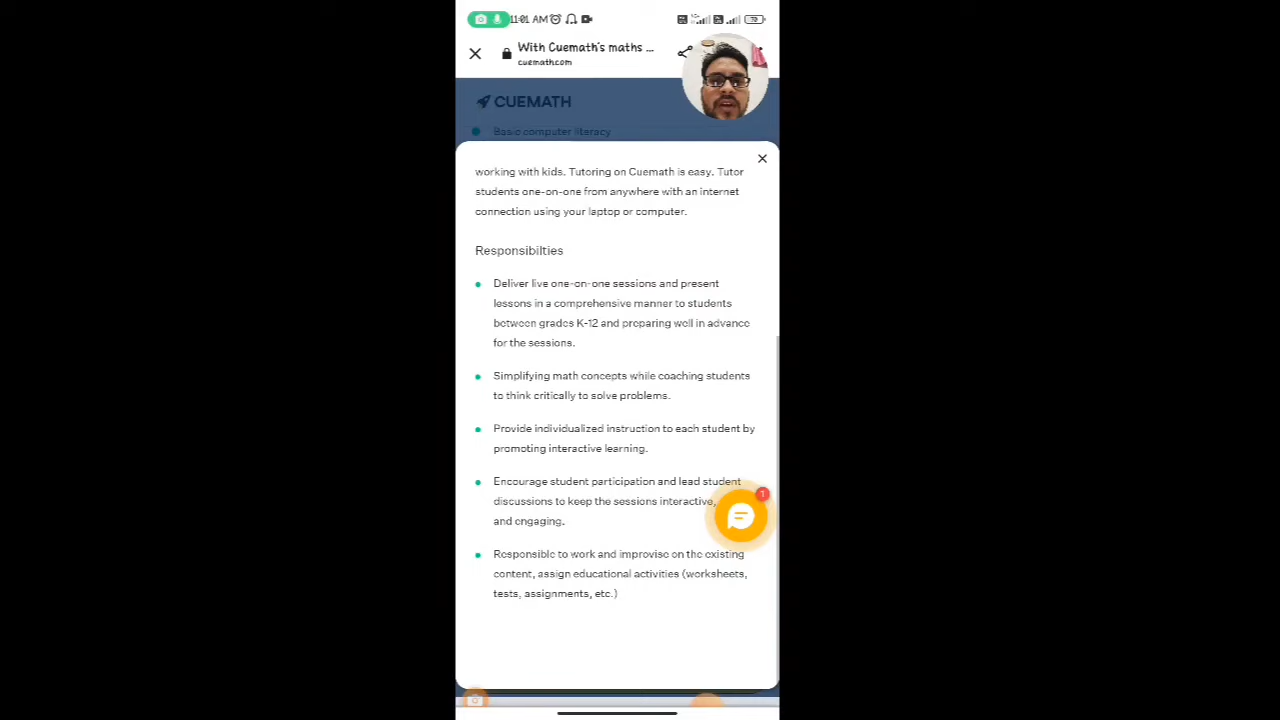 11:01 AM
70
With Cuemath's maths ...
cuemath.com
CUEMATH
Basic computer literacy
working with kids. Tutoring on Cuemath is easy. Tutor
students one-on-one from anywhere with an internet
connection using your laptop or computer.
Responsibilties
Deliver live one-on-one sessions and present
lessons in a comprehensive manner to students
between grades K-12 and preparing well in advance
for the sessions.
Simplifying math concepts while coaching students
to think critically to solve problems.
Provide individualized instruction to each student by
promoting interactive learning.
Encourage student participation and lead student
discussions to keep the sessions interactive,
and engaging.
1
Responsible to work and improvise on the existing
content, assign educational activities (worksheets,
tests, assignments, etc.)